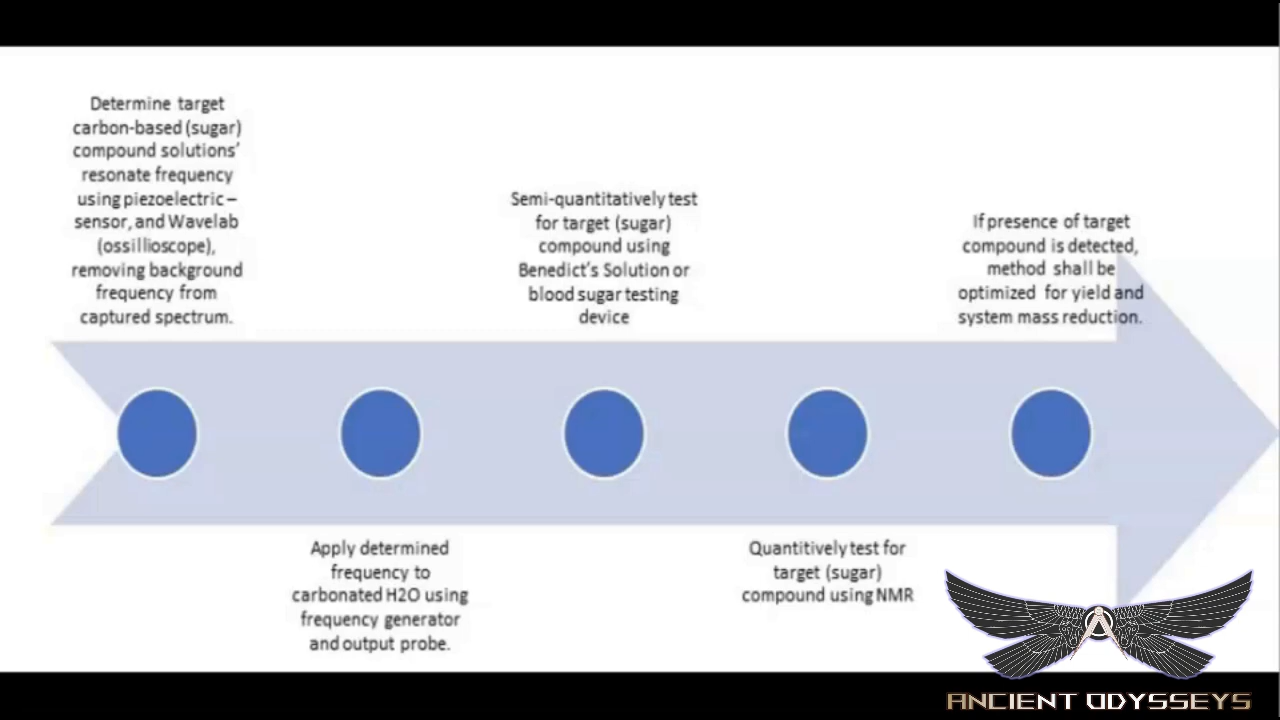 Determine target
carbon-based (sugar)
compound solutions'
resonate frequency
using piezoelectric –
sensor, and Wavelab
(ossillioscope),
removing background
frequency from
captured spectrum.
Apply determined
frequency to
carbonated H2O using
frequency generator
and output probe.
Semi-quantitatively test
for target (sugar)
compound using
Benedict's Solution or
blood sugar testing
device
Quantitively test for
target (sugar)
compound using NMR
If presence of target
compound is detected,
method shall be
optimized for yield and
system mass reduction.
ANCIENT ODYSSEYS